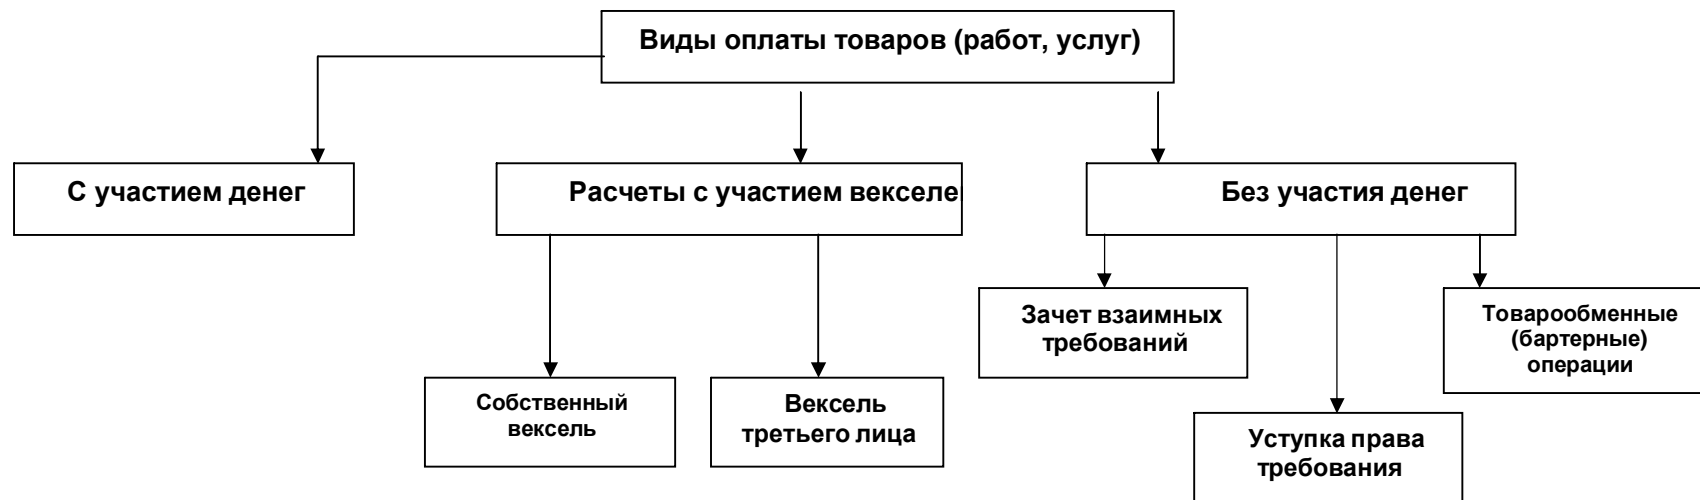 Виды оплаты товаров (работ, услуг)
С участием денег
Расчеты с участием векселе
Без участия денег
Зачет взаимных
требований
Товарообменные
(бартерные)
операции
Собственный
вексель
Вексель
третьего лица
Уступка права
требования